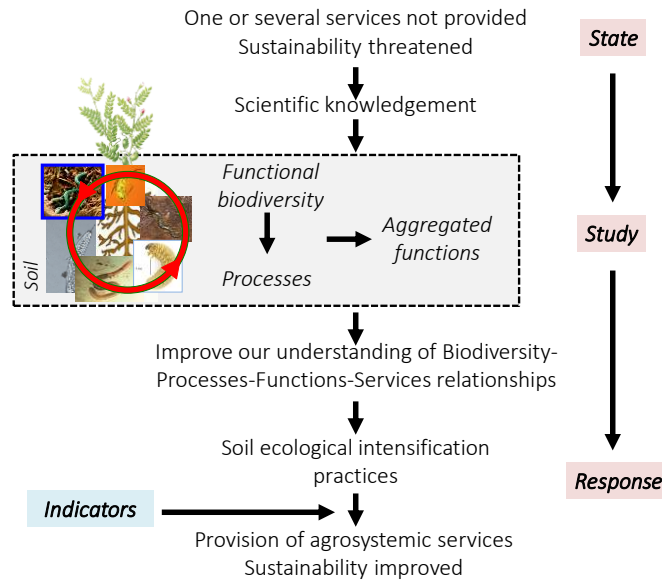 One or several services not provided
Sustainability threatened
State
Scientific knowledgement
Functional
biodiversity
Aggregated
functions
Processes
Soil
Study
Improve our understanding of Biodiversity-
Processes-Functions-Services relationships
Soil ecological intensification
practices
Response
Indicators
Provision of agrosystemic services
Sustainability improved